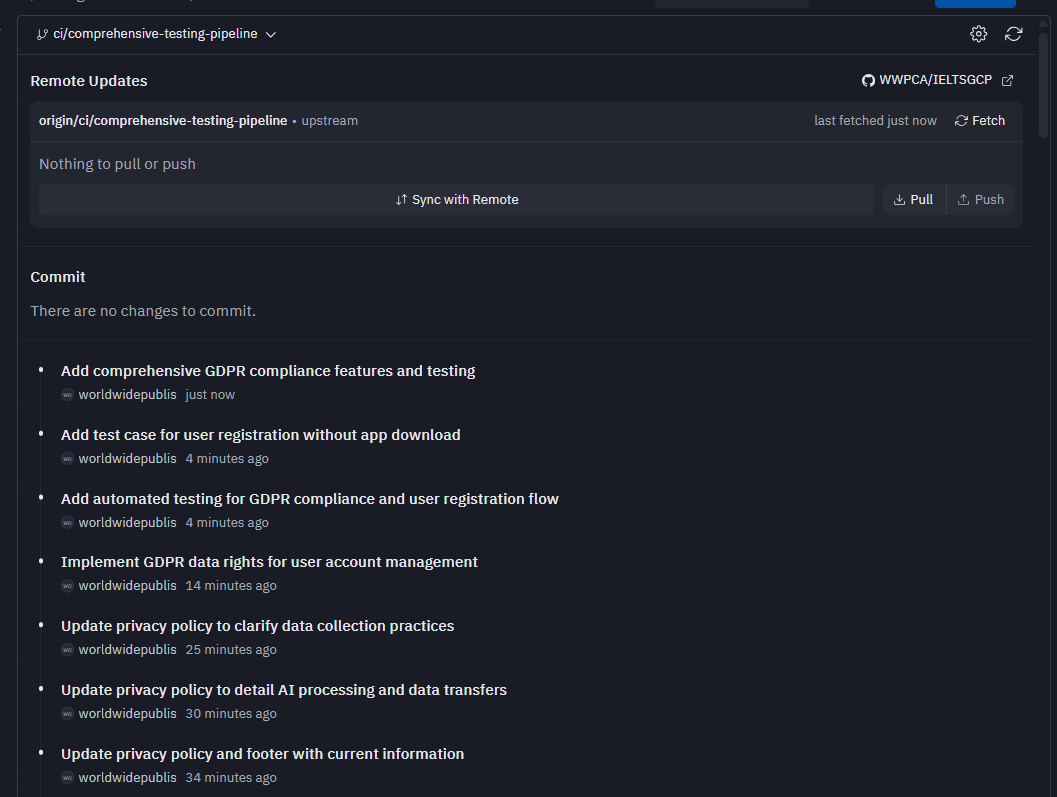 ci/comprehensive-testing-pipeline
Remote Updates
WWPCA/IELTSGCP
origin/ci/comprehensive-testing-pipeline • upstream
last fetched just now
Fetch
Nothing to pull or push
Sync with Remote
Pull
Push
Commit
There are no changes to commit.
Add comprehensive GDPR compliance features and testing
WO worldwidepublis just now
Add test case for user registration without app download
WO worldwidepublis 4 minutes ago
Add automated testing for GDPR compliance and user registration flow
WO worldwidepublis 4 minutes ago
Implement GDPR data rights for user account management
WO worldwidepublis 14 minutes ago
Update privacy policy to clarify data collection practices
WO worldwidepublis 25 minutes ago
Update privacy policy to detail AI processing and data transfers
WO worldwidepublis 30 minutes ago
Update privacy policy and footer with current information
WO worldwidepublis 34 minutes ago